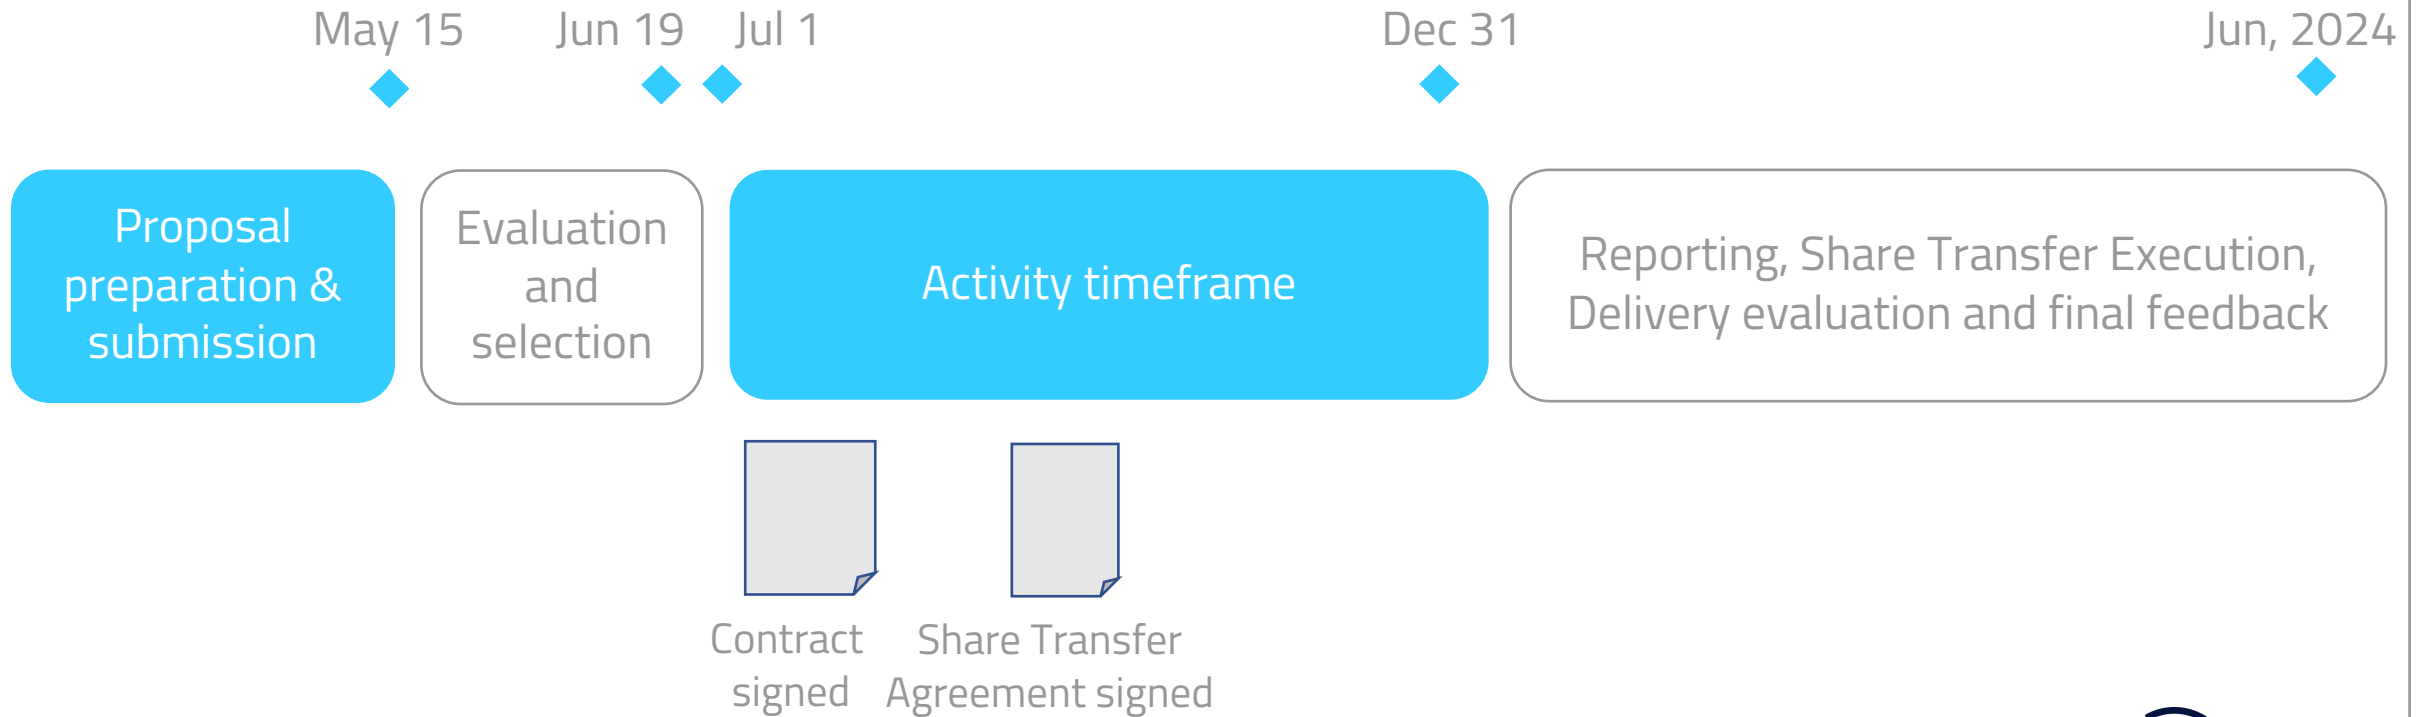 May 15
Jun 19
Jul 1
Dec 31
Jun, 2024
Proposal
preparation &
submission
Evaluation
and
selection
Activity timeframe
Reporting, Share Transfer Execution,
Delivery evaluation and final feedback
Contract
signed
Share Transfer
Agreement signed